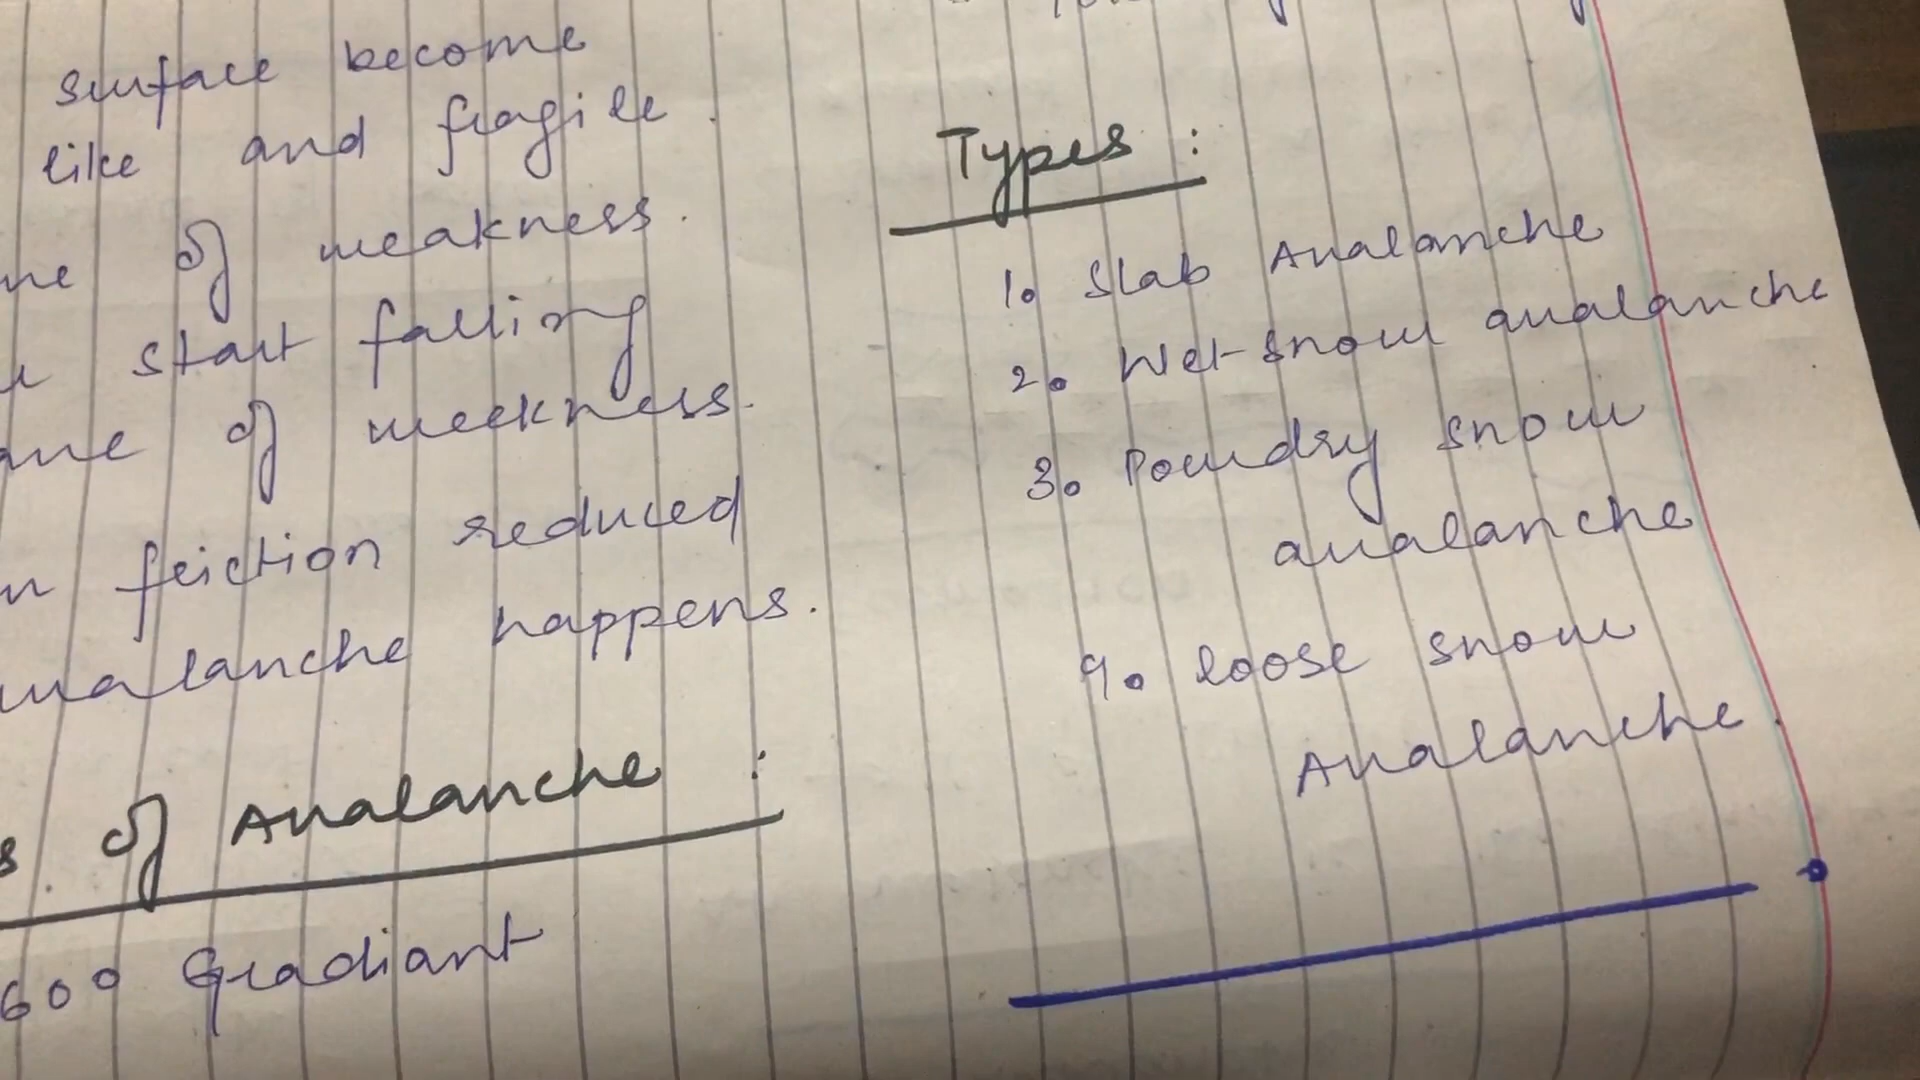 surface become
like and fragile.
of weakness.
start falling
of weekness.
friction reduced
happens.
of Avalanche :
600 Gradiant
Types :
1. Slab Avalanche
2. Wet-snow avalanche
3. Powdry snow
avalanche
4. loose snow
Avalanche.